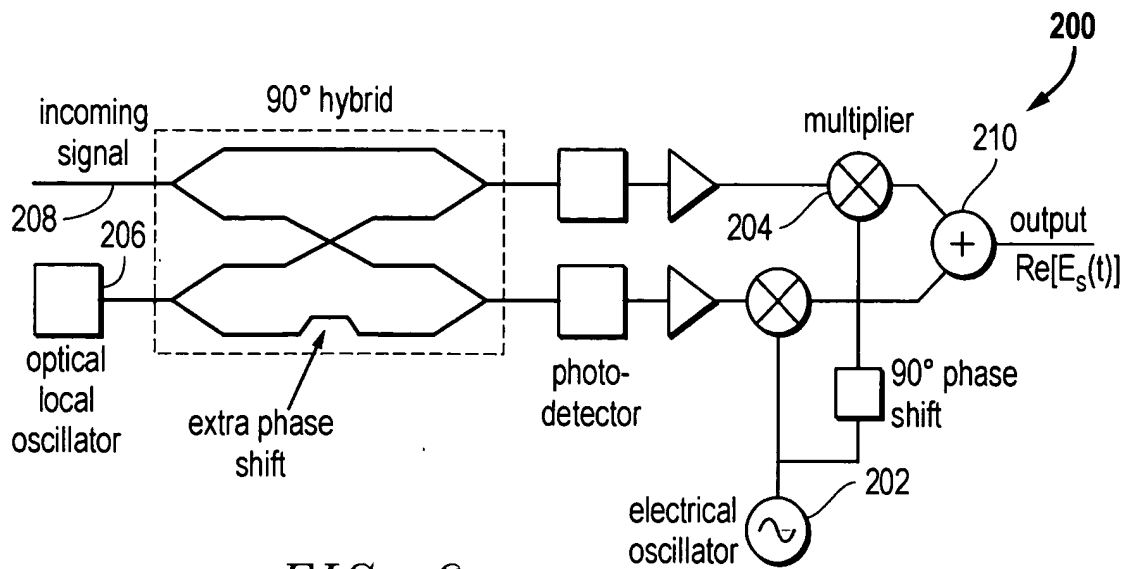 200
90° hybrid
incoming
signal
208
206
multiplier
210
204
output
Re[E_s(t)]
optical
local
oscillator
extra phase
shift
photo-
detector
90° phase
shift
202
electrical
oscillator